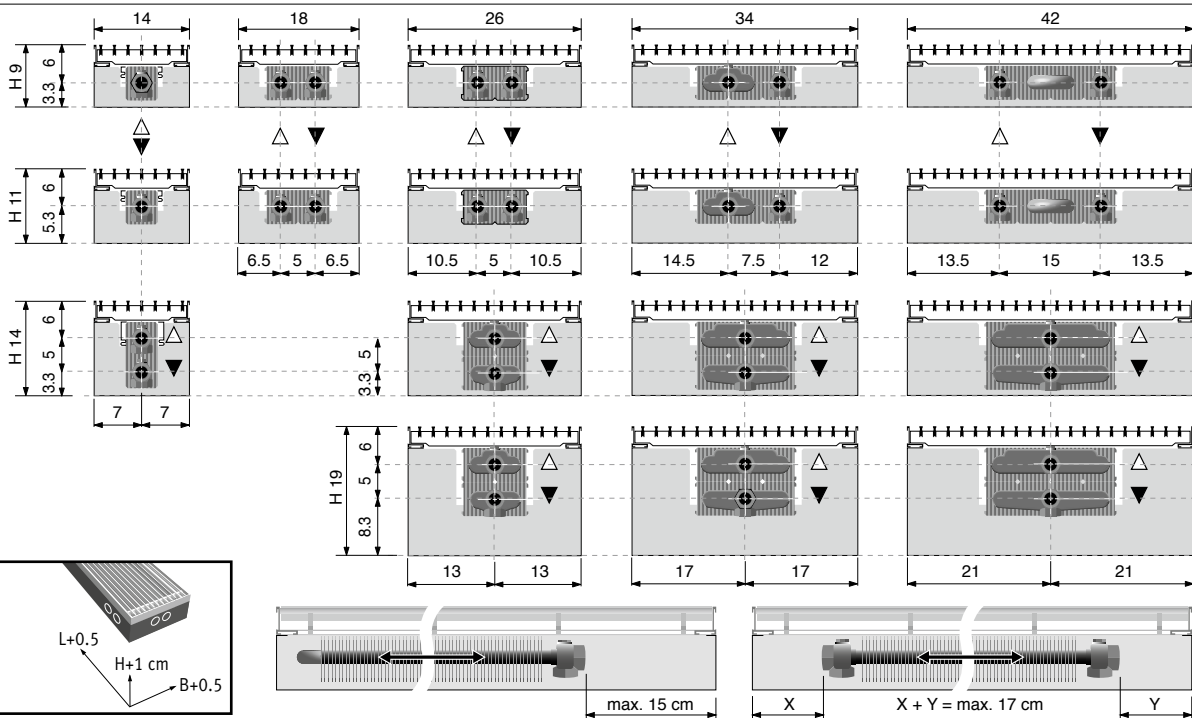 14 18 26 34 42
H 9 6 3.3
H 11 6 5.3
6.5 5 6.5 10.5 5 10.5 14.5 7.5 12 13.5 15 13.5
H 14 6 5 3.3 5 3.3
7 7
H 19 6 5 8.3
13 13 17 17 21 21
L+0.5
H+1 cm
B+0.5
max. 15 cm X X + Y = max. 17 cm Y